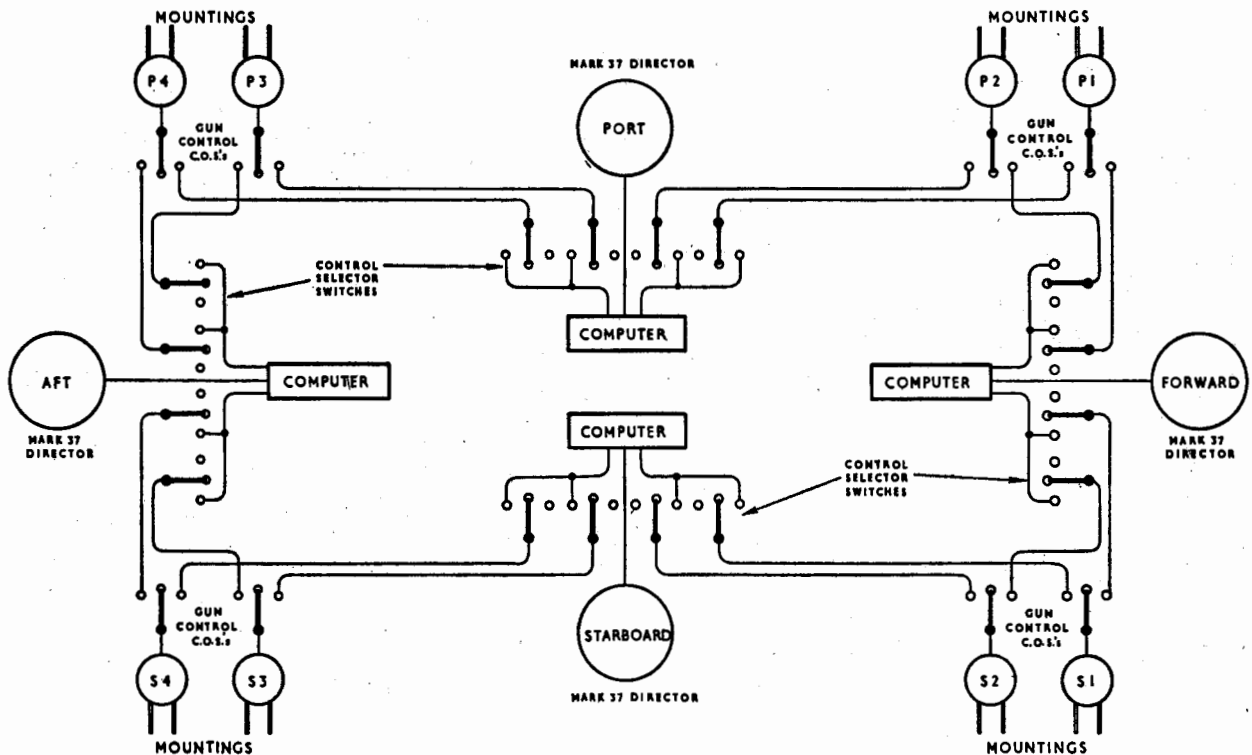 MOUNTINGS
MOUNTINGS
P4
P3
MARK 37 DIRECTOR
P2
P1
GUN
CONTROL
C.O.S.'s
PORT
GUN
CONTROL
C.O.S.'s
CONTROL
SELECTOR
SWITCHES
COMPUTER
AFT
COMPUTER
COMPUTER
FORWARD
MARK 37
DIRECTOR
COMPUTER
MARK 37
DIRECTOR
CONTROL
SELECTOR
SWITCHES
GUN
CONTROL
C.O.S.'s
STARBOARD
GUN
CONTROL
C.O.S.'s
S4
S3
MARK 37 DIRECTOR
S2
S1
MOUNTINGS
MOUNTINGS